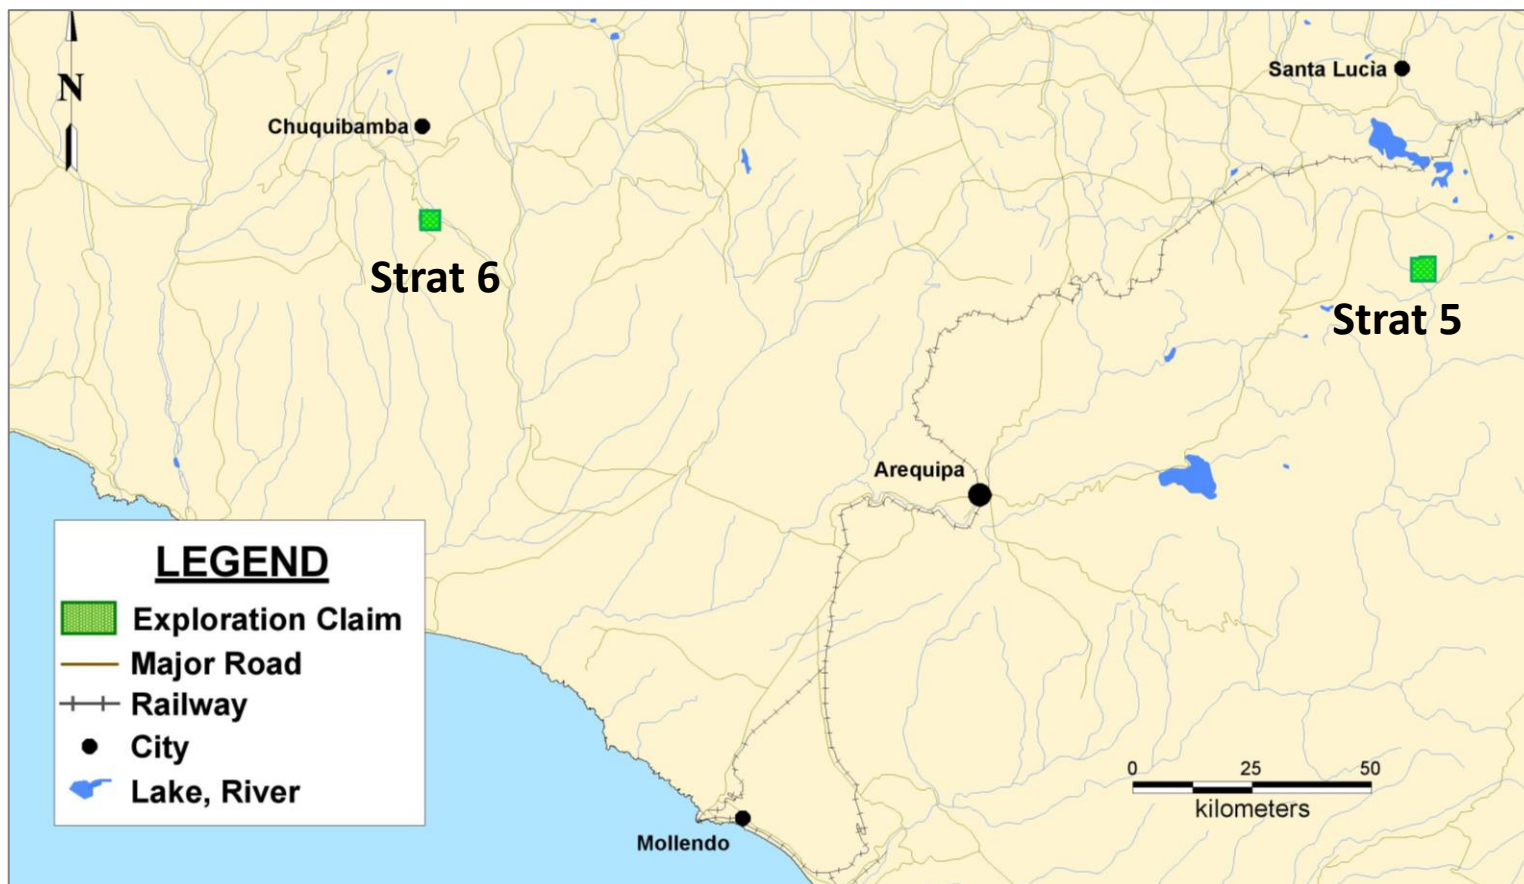 N
Santa Lucia
Chuquibamba
Strat 6
Strat 5
Arequipa
LEGEND
Exploration Claim
Major Road
Railway
City
Lake, River
0 25 50
kilometers
Mollendo